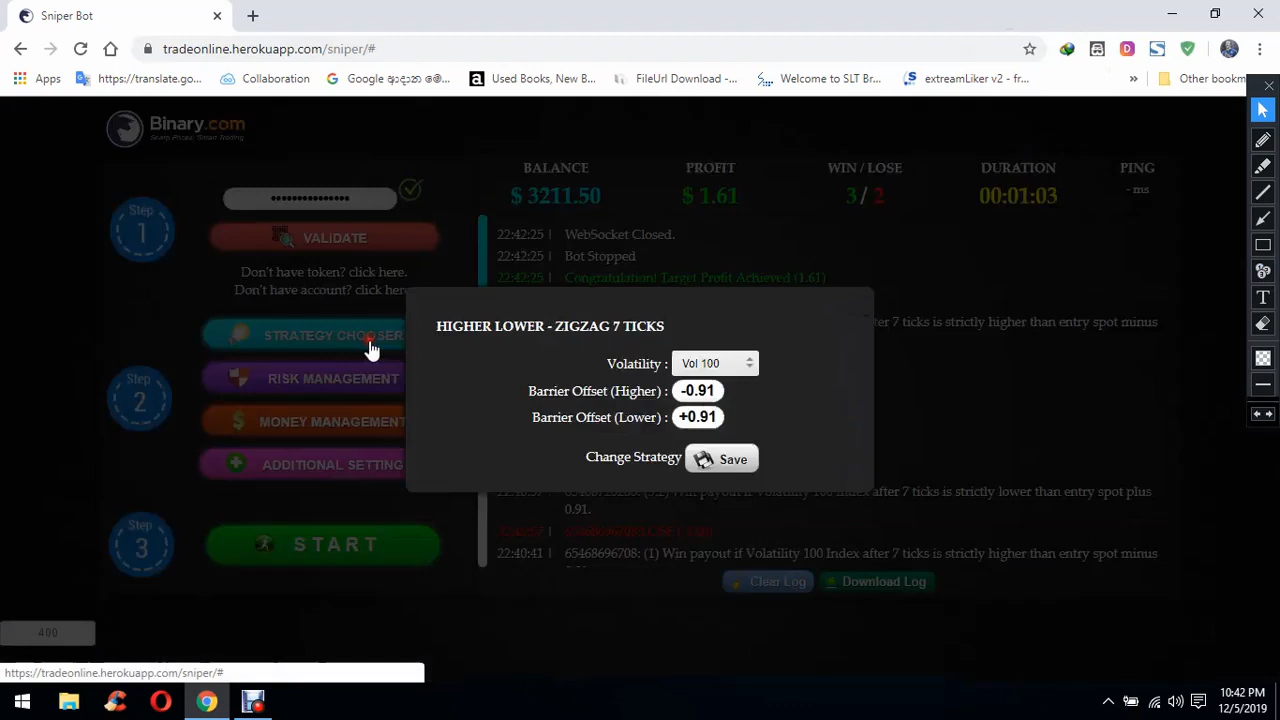 Sniper Bot
tradeonline.herokuapp.com/sniper/#
Apps
https://translate.go...
Collaboration
Used Books, New B...
FileUrl Download -...
Welcome to SLT Br...
extreamLiker v2 - fr...
Other bookm
Binary.com
BALANCE
PROFIT
WIN / LOSE
DURATION
PING
$ 3211.50
$ 1.61
3 / 2
00:01:03
- ms
Step
1
VALIDATE
Don't have token? click here.
Don't have account? click here
22:42:25 | WebSocket Closed.
22:42:25 | Bot Stopped
22:42:25 | Congratulation! Target Profit Achieved (1.61)
er 7 ticks is strictly higher than entry spot minus
Step
2
STRATEGY CHOOSER
RISK MANAGEMENT
MONEY MANAGEMENT
ADDITIONAL SETTING
HIGHER LOWER - ZIGZAG 7 TICKS
Volatility :
Vol 100
Barrier Offset (Higher) :
-0.91
Barrier Offset (Lower) :
+0.91
Change Strategy
Save
Index after 7 ticks is strictly lower than entry spot plus
0.91.
22:40:41 | 65468696708: (1) Win payout if Volatility 100 Index after 7 ticks is strictly higher than entry spot minus
Step
3
START
Clear Log
Download Log
400
https://tradeonline.herokuapp.com/sniper/#
10:42 PM
12/5/2019